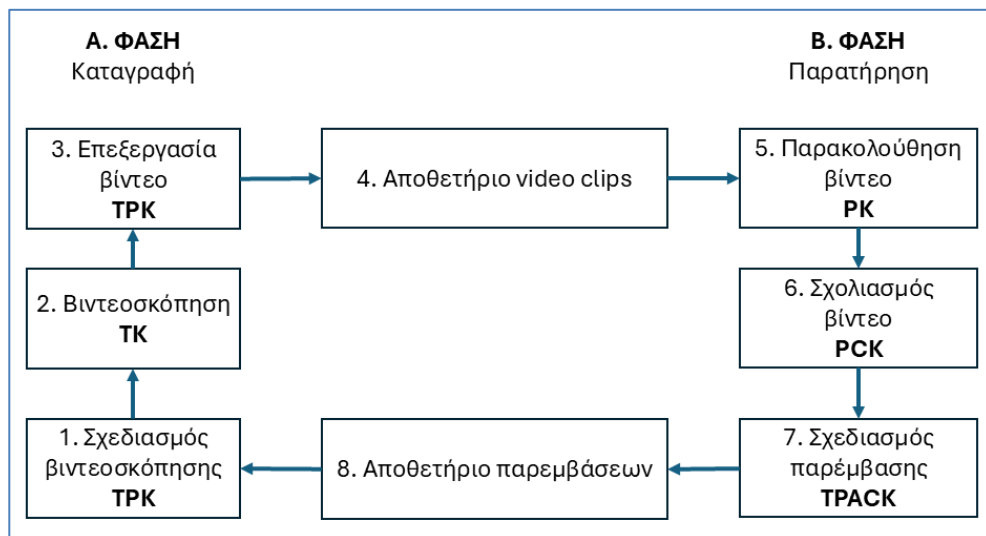 Α. ΦΑΣΗ
Καταγραφή
Β. ΦΑΣΗ
Παρατήρηση
3. Επεξεργασία
βίντεο
TPK
4. Αποθετήριο video clips
5. Παρακολούθηση
βίντεο
PK
2. Βιντεοσκόπηση
TK
6. Σχολιασμός
βίντεο
PCK
1. Σχεδιασμός
βιντεοσκόπησης
TPK
8. Αποθετήριο παρεμβάσεων
7. Σχεδιασμός
παρέμβασης
TPACK